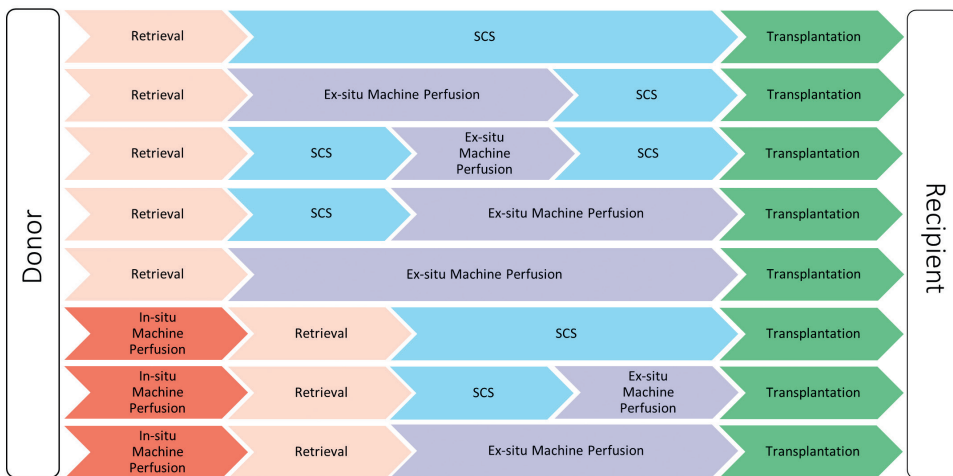 Donor
Retrieval
SCS
Transplantation
Retrieval
Ex-situ Machine Perfusion
SCS
Transplantation
Retrieval
SCS
Ex-situ
Machine
Perfusion
SCS
Transplantation
Retrieval
SCS
Ex-situ Machine Perfusion
Transplantation
Retrieval
Ex-situ Machine Perfusion
Transplantation
In-situ
Machine
Perfusion
Retrieval
SCS
Transplantation
In-situ
Machine
Perfusion
Retrieval
SCS
Ex-situ
Machine
Perfusion
Transplantation
In-situ
Machine
Perfusion
Retrieval
Ex-situ Machine Perfusion
Transplantation
Recipient